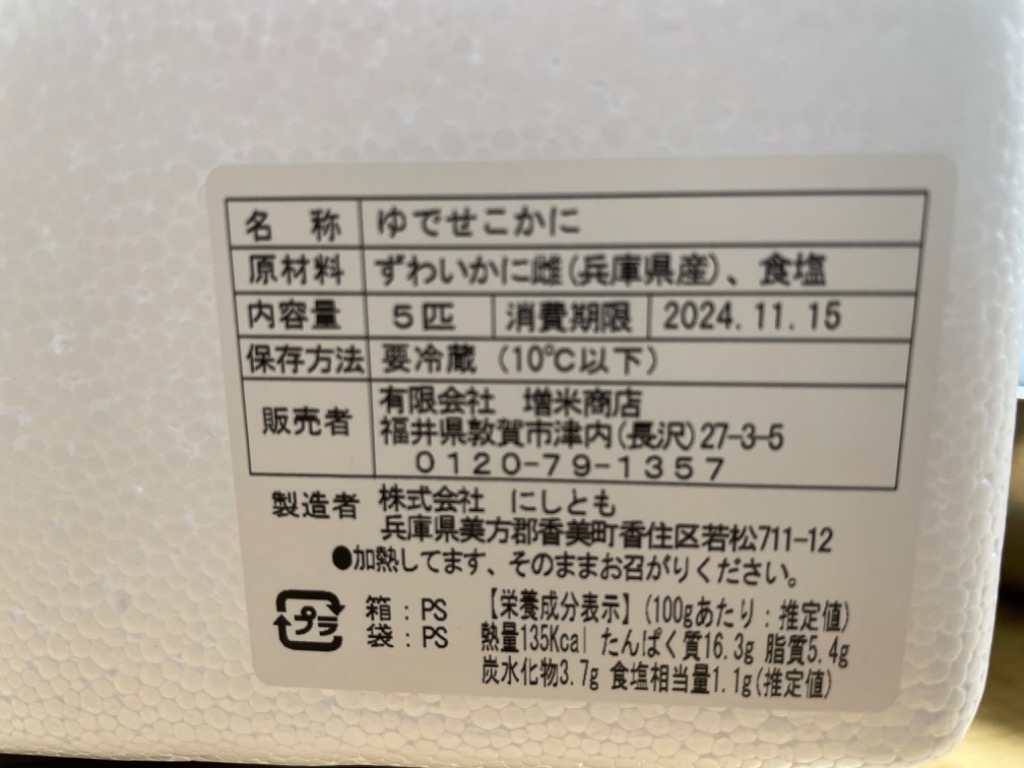 名 称 ゆでせこかに
原材料 ずわいかに雌(兵庫県産)、食塩
内容量 5匹 消費期限 2024.11.15
保存方法 要冷蔵 (10℃以下)
販売者 有限会社 増米商店
福井県敦賀市津内(長沢)27-3-5
0120-79-1357
製造者 株式会社 にしとも
兵庫県美方郡香美町香住区若松711-12
●加熱してます、そのままお召がりください。
プラ 箱:PS 【栄養成分表示】(100gあたり:推定値)
袋:PS 熱量135Kcal たんぱく質16.3g 脂質5.4g
炭水化物3.7g 食塩相当量1.1g(推定値)